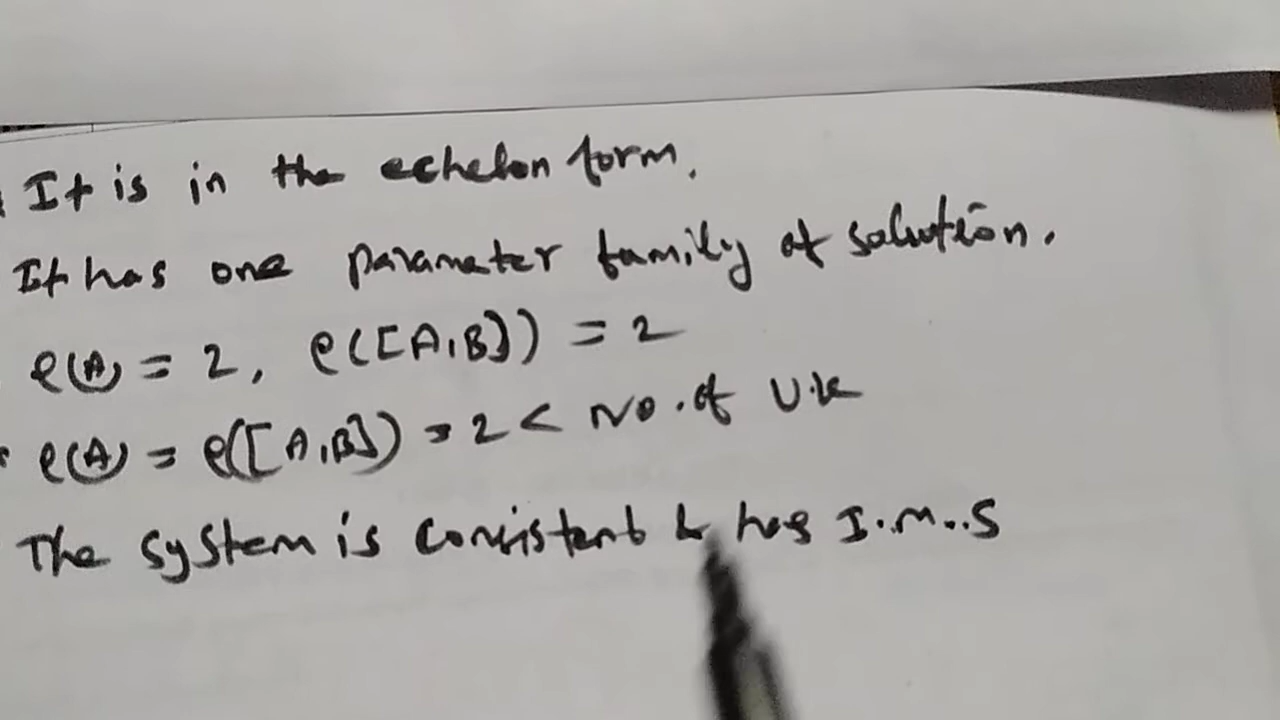 It is in the echelon form.
It has one parameter family of solution.
ρ(A) = 2, ρ([A,B]) = 2
ρ(A) = ρ([A,B]) = 2 < No. of U.k
The system is consistent & has I.M.S